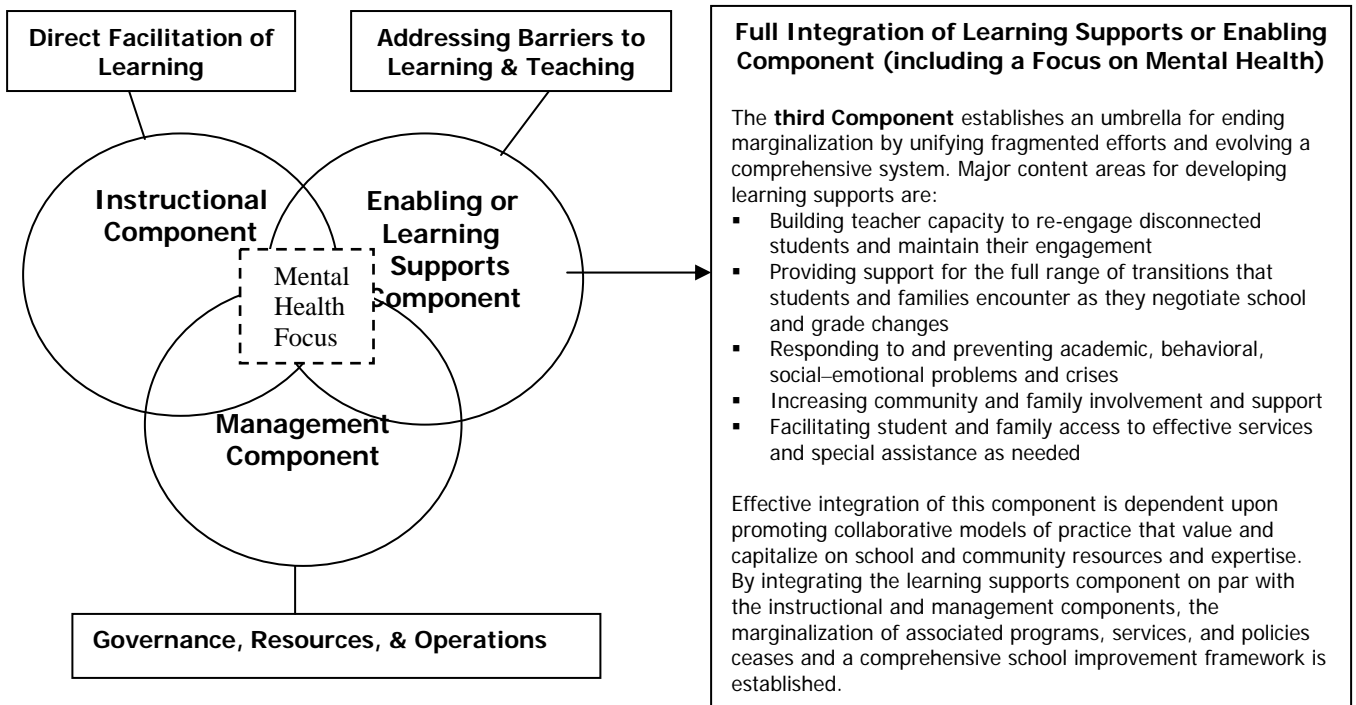 Direct Facilitation of
Learning
Addressing Barriers to
Learning & Teaching
Instructional
Component
Enabling or
Learning
Supports
Component
Mental
Health
Focus
Management
Component
Governance, Resources, & Operations
Full Integration of Learning Supports or Enabling
Component (including a Focus on Mental Health)
The third Component establishes an umbrella for ending
marginalization by unifying fragmented efforts and evolving a
comprehensive system. Major content areas for developing
learning supports are:
▪ Building teacher capacity to re-engage disconnected
students and maintain their engagement
▪ Providing support for the full range of transitions that
students and families encounter as they negotiate school
and grade changes
▪ Responding to and preventing academic, behavioral,
social–emotional problems and crises
▪ Increasing community and family involvement and support
▪ Facilitating student and family access to effective services
and special assistance as needed
Effective integration of this component is dependent upon
promoting collaborative models of practice that value and
capitalize on school and community resources and expertise.
By integrating the learning supports component on par with
the instructional and management components, the
marginalization of associated programs, services, and policies
ceases and a comprehensive school improvement framework is
established.